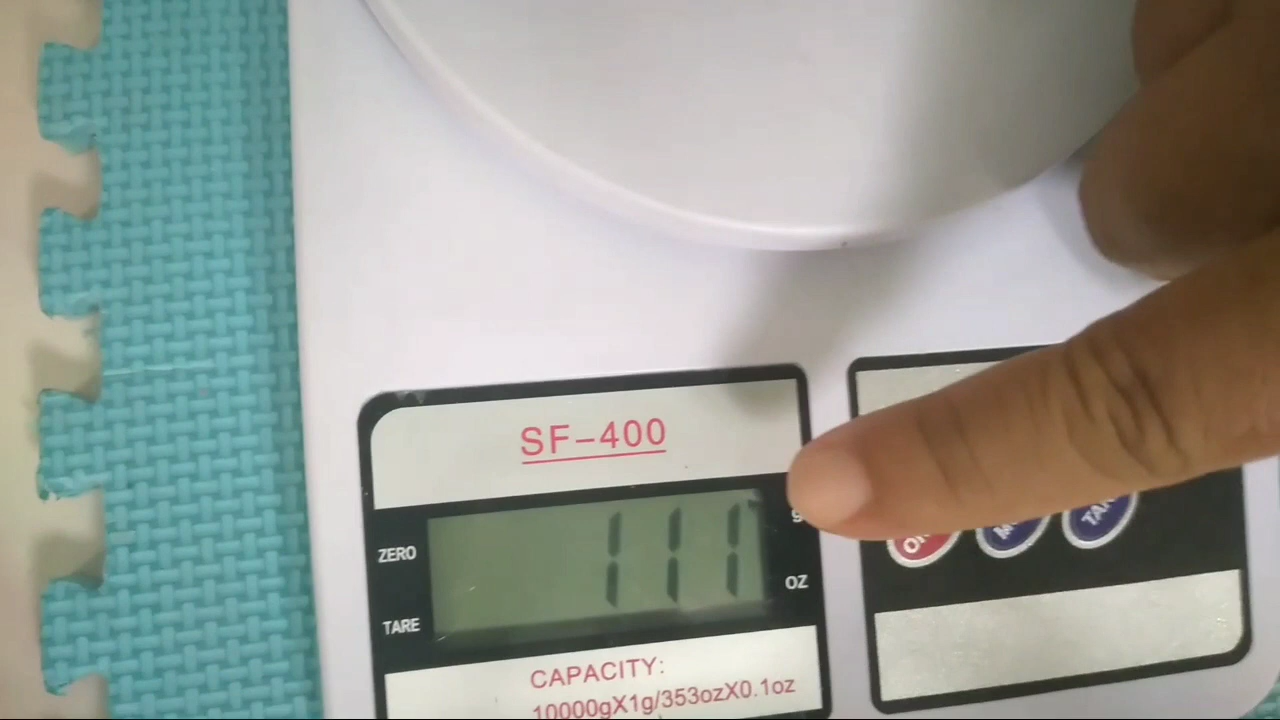 SF-400
111
g
ZERO
OZ
TARE
CAPACITY:
10000gX1g/353ozX0.1oz